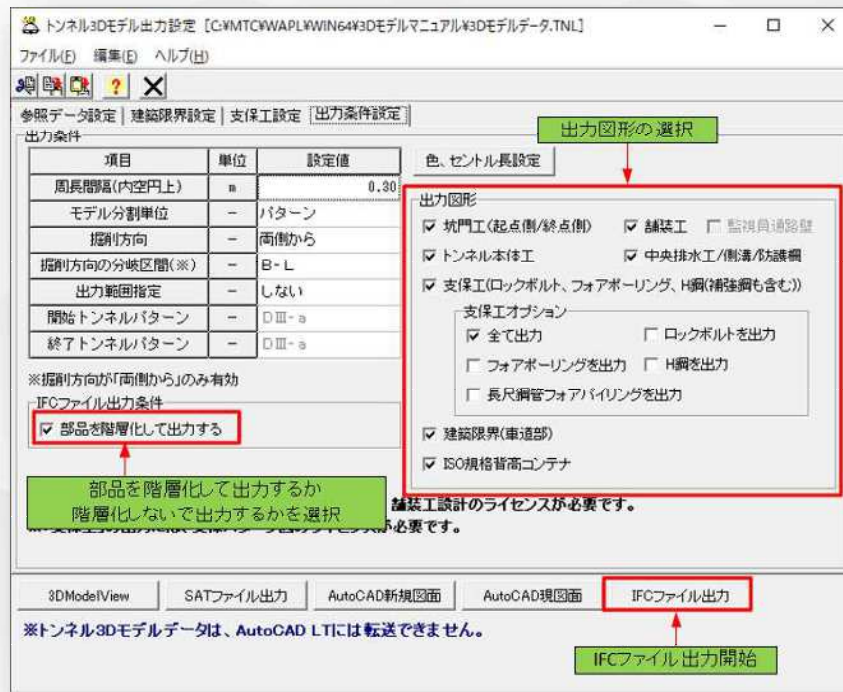 トンネル3Dモデル出力設定 [C:¥MTC¥WAPL¥WIN64¥3Dモデルマニュアル¥3Dモデルデータ.TNL]
ファイル(F) 編集(E) ヘルプ(H)
参照データ設定 建築限界設定 支保工設定 出力条件設定
出力図形の選択
出力条件
項目 単位 設定値
色、セントル長設定
周長間隔(内空円上) m 0.30
モデル分割単位 - パターン
掘削方向 - 両側から
掘削方向の分岐区間(※) - B-L
出力範囲指定 - しない
開始トンネルパターン - DⅢ-a
終了トンネルパターン - DⅢ-a
※掘削方向が「両側から」のみ有効
IFCファイル出力条件
部品を階層化して出力する
部品を階層化して出力するか
階層化しないで出力するかを選択
出力図形
坑門工(起点側/終点側) 舗装工 監視員通路壁
トンネル本体工 中央排水工/側溝/防護柵
支保工(ロックボルト、フォアポーリング、H鋼(補強鋼も含む))
支保工オプション
全て出力 ロックボルトを出力
フォアポーリングを出力 H鋼を出力
長尺鋼管フォアパイリングを出力
建築限界(車道部)
ISO規格背高コンテナ
舗装工設計のライセンスが必要です。
が必要です。
3DModelView SATファイル出力 AutoCAD新規図面 AutoCAD現図面 IFCファイル出力
※トンネル3Dモデルデータは、AutoCAD LTには転送できません。
IFCファイル出力開始